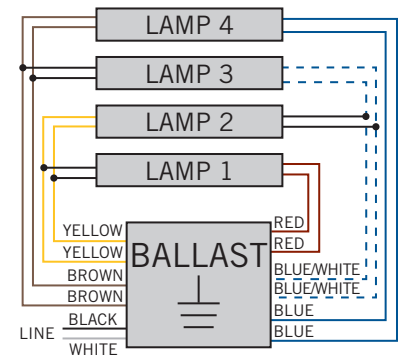 LAMP 4
LAMP 3
LAMP 2
LAMP 1
YELLOW
YELLOW
BROWN
BROWN
BLACK
LINE
WHITE
BALLAST
RED
RED
BLUE/WHITE
BLUE/WHITE
BLUE
BLUE